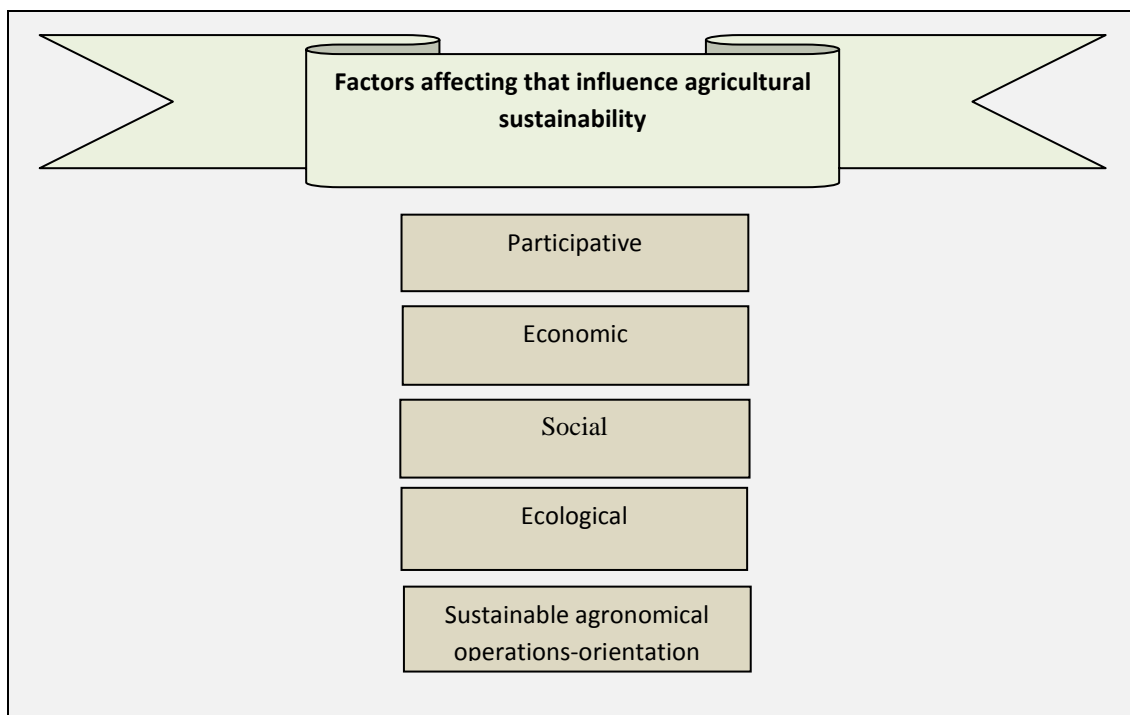 Factors affecting that influence agricultural
sustainability
Participative
Economic
Social
Ecological
Sustainable agronomical
operations-orientation